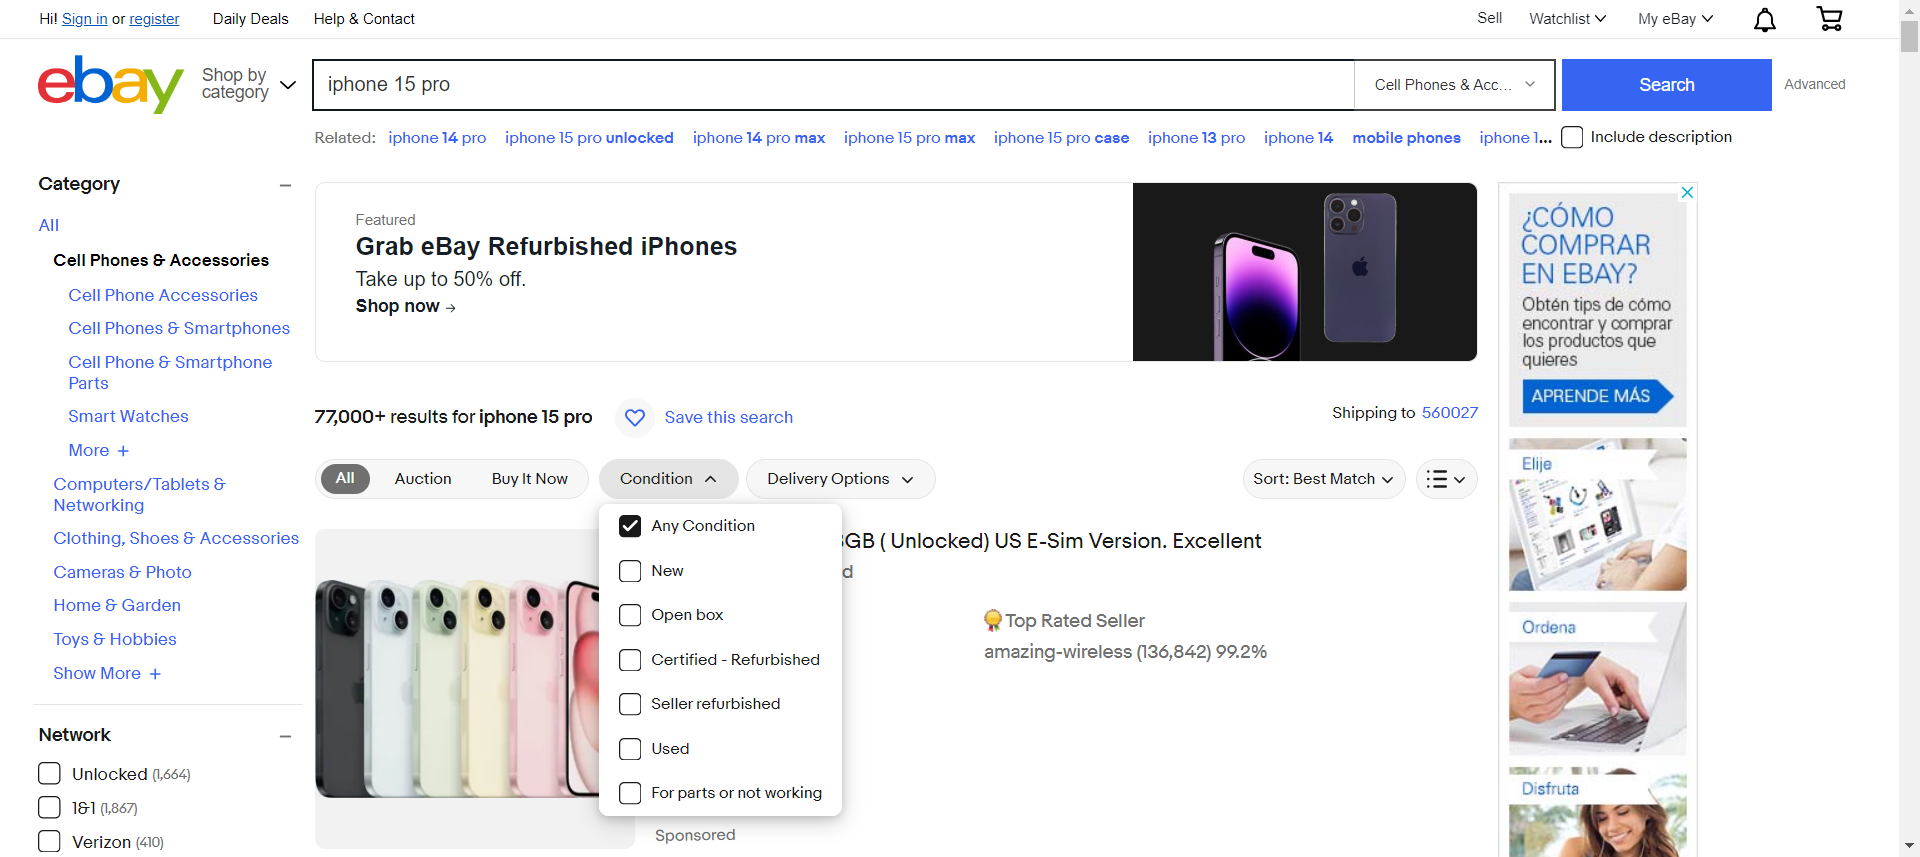 Hi! Sign in or register
Daily Deals
Help & Contact
Sell
Watchlist
My eBay
ebay
Shop by
category
iphone 15 pro
Cell Phones & Acc...
Search
Advanced
Related:
iphone 14 pro
iphone 15 pro unlocked
iphone 14 pro max
iphone 15 pro max
iphone 15 pro case
iphone 13 pro
iphone 14
mobile phones
iphone 1...
Include description
Category
All
Cell Phones & Accessories
Cell Phone Accessories
Cell Phones & Smartphones
Cell Phone & Smartphone
Parts
Smart Watches
More +
Computers/Tablets &
Networking
Clothing, Shoes & Accessories
Cameras & Photo
Home & Garden
Toys & Hobbies
Show More +
Network
Unlocked (1,664)
1&1 (1,867)
Verizon (410)
Featured
Grab eBay Refurbished iPhones
Take up to 50% off.
Shop now →
77,000+ results for iphone 15 pro
Save this search
Shipping to 560027
All
Auction
Buy It Now
Condition
Delivery Options
Sort: Best Match
Any Condition
New
Open box
Certified - Refurbished
Seller refurbished
Used
For parts or not working
GB ( Unlocked) US E-Sim Version. Excellent
d
Top Rated Seller
amazing-wireless (136,842) 99.2%
Sponsored
¿CÓMO
COMPRAR
EN EBAY?
Obtén tips de cómo
encontrar y comprar
los productos que
quieres
APRENDE MÁS
Elije
Ordena
Disfruta